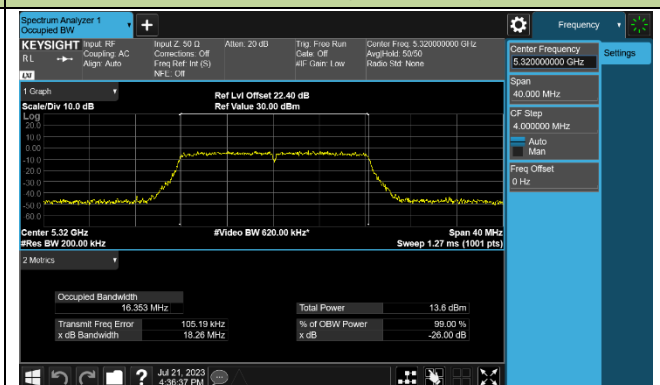 Spectrum Analyzer 1
Occupied BW
+
Frequency
KEYSIGHT
RL
LXI
Input: RF
Coupling: AC
Align: Auto
Input Z: 50 Ω
Corrections: Off
Freq Ref: Int (S)
NFE: Off
Atten: 20 dB
Trig: Free Run
Gate: Off
#IF Gain: Low
Center Freq: 5.320000000 GHz
Avg|Hold: 50/50
Radio Std: None
Center Frequency
5.320000000 GHz
Settings
Span
40.000 MHz
CF Step
4.000000 MHz
Auto
Man
Freq Offset
0 Hz
1 Graph
Scale/Div 10.0 dB
Ref Lvl Offset 22.40 dB
Ref Value 30.00 dBm
Log
20.0
10.0
0.00
-10.0
-20.0
-30.0
-40.0
-50.0
-60.0
Center 5.32 GHz
#Video BW 620.00 kHz*
Span 40 MHz
#Res BW 200.00 kHz
Sweep 1.27 ms (1001 pts)
2 Metrics
Occupied Bandwidth
16.353 MHz
Total Power 13.6 dBm
Transmit Freq Error 105.19 kHz
% of OBW Power 99.00 %
x dB Bandwidth 18.26 MHz
x dB -26.00 dB
?
Jul 21, 2023
4:36:37 PM